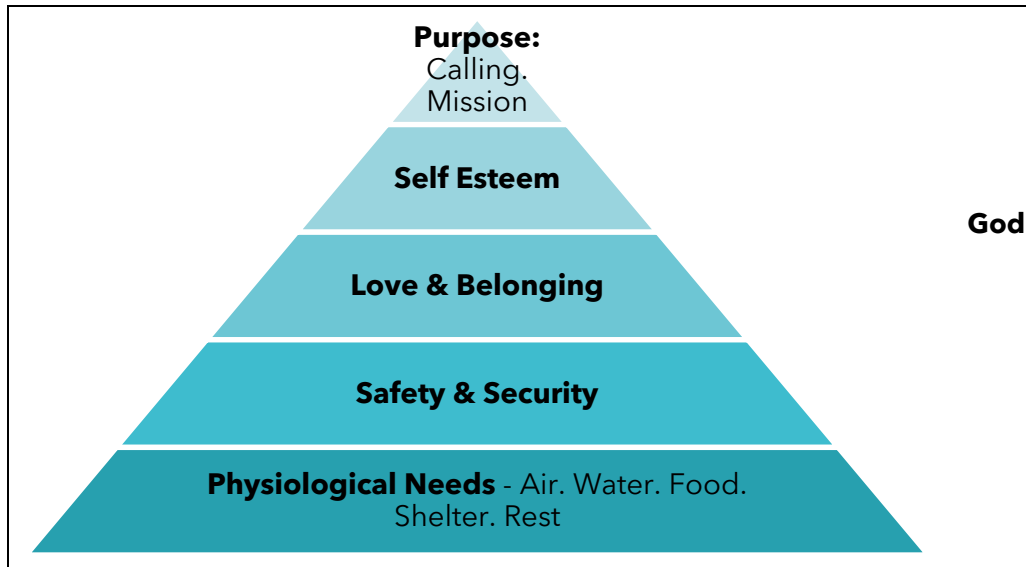 Purpose:
Calling.
Mission
Self Esteem
God
Love & Belonging
Safety & Security
Physiological Needs - Air. Water. Food.
Shelter. Rest